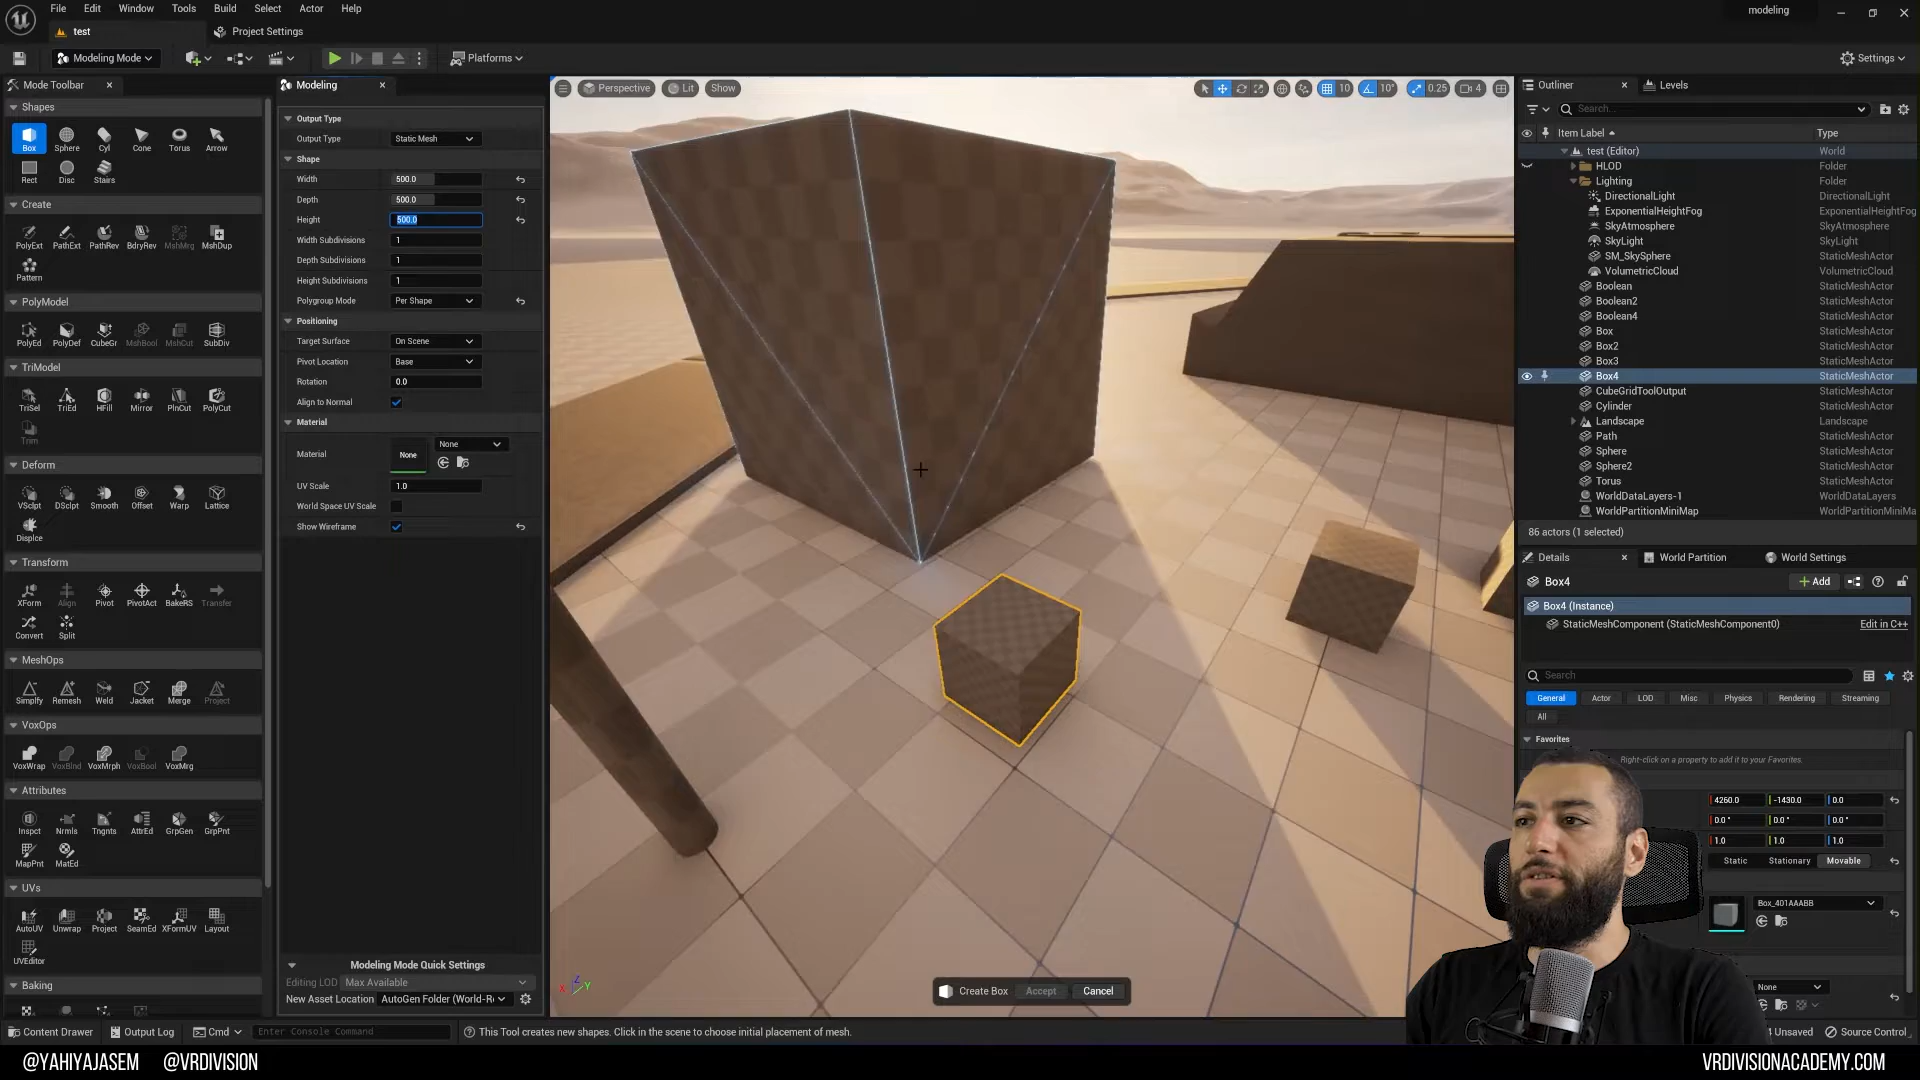 File Edit Window Tools Build Select Actor Help
modeling
test
Project Settings
Modeling Mode
Platforms
Settings
Mode Toolbar
Shapes
Box Sphere Cyl Cone Torus Arrow
Rect Disc Stairs
Create
PolyExt PathExt PathRev BdryRev MshMrg MshDup
Pattern
PolyModel
PolyEd PolyDef CubeGr MshBool MshCut SubDiv
TriModel
TriSel TriEd HFill Mirror PlnCut PolyCut
Trim
Deform
VSclpt DSclpt Smooth Offset Warp Lattice
Displce
Transform
XForm Align Pivot PivotAct BakeRS Transfer
Convert Split
MeshOps
Simplfy Remesh Weld Jacket Merge Project
VoxOps
VoxWrap VoxBlnd VoxMrph VoxBool VoxMrg
Attributes
Inspct Nrmls Tngnts AttrEd GrpGen GrpPnt
MapPnt MatEd
UVs
AutoUV Unwrap Project SeamEd XFormUV Layout
UVEditor
Baking
Modeling
Output Type
Output Type Static Mesh
Shape
Width 500.0
Depth 500.0
Height 500.0
Width Subdivisions 1
Depth Subdivisions 1
Height Subdivisions 1
Polygroup Mode Per Shape
Positioning
Target Surface On Scene
Pivot Location Base
Rotation 0.0
Align to Normal
Material
Material None None
UV Scale 1.0
World Space UV Scale
Show Wireframe
Modeling Mode Quick Settings
Editing LOD Max Available
New Asset Location AutoGen Folder (World-R
Perspective Lit Show
10 10° 0.25 4
X Z Y
Create Box Accept Cancel
Outliner Levels
Search...
Item Label Type
test (Editor) World
HLOD Folder
Lighting Folder
DirectionalLight DirectionalLight
ExponentialHeightFog ExponentialHeightFog
SkyAtmosphere SkyAtmosphere
SkyLight SkyLight
SM_SkySphere StaticMeshActor
VolumetricCloud VolumetricCloud
Boolean StaticMeshActor
Boolean2 StaticMeshActor
Boolean4 StaticMeshActor
Box StaticMeshActor
Box2 StaticMeshActor
Box3 StaticMeshActor
Box4 StaticMeshActor
CubeGridToolOutput StaticMeshActor
Cylinder StaticMeshActor
Landscape Landscape
Path StaticMeshActor
Sphere StaticMeshActor
Sphere2 StaticMeshActor
Torus StaticMeshActor
WorldDataLayers-1 WorldDataLayers
WorldPartitionMiniMap WorldPartitionMiniMa
86 actors (1 selected)
Details World Partition World Settings
Box4
Add
Box4 (Instance)
StaticMeshComponent (StaticMeshComponent0) Edit in C++
Search
General Actor LOD Misc Physics Rendering Streaming
All
Favorites
Right-click on a property to add it to your Favorites.
4260.0 -1430.0 0.0
0.0° 0.0° 0.0°
1.0 1.0 1.0
Static Stationary Movable
Box_401AAABB
None
Content Drawer Output Log Cmd Enter Console Command
This Tool creates new shapes. Click in the scene to choose initial placement of mesh.
4 Unsaved Source Control
@YAHIYAJASEM @VRDIVISION
VRDIVISIONACADEMY.COM